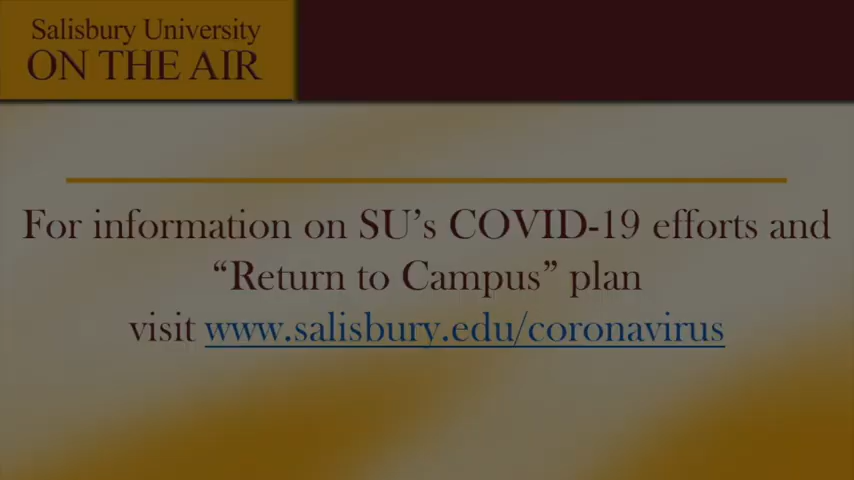 Salisbury University
ON THE AIR
For information on SU's COVID-19 efforts and
“Return to Campus” plan
visit www.salisbury.edu/coronavirus